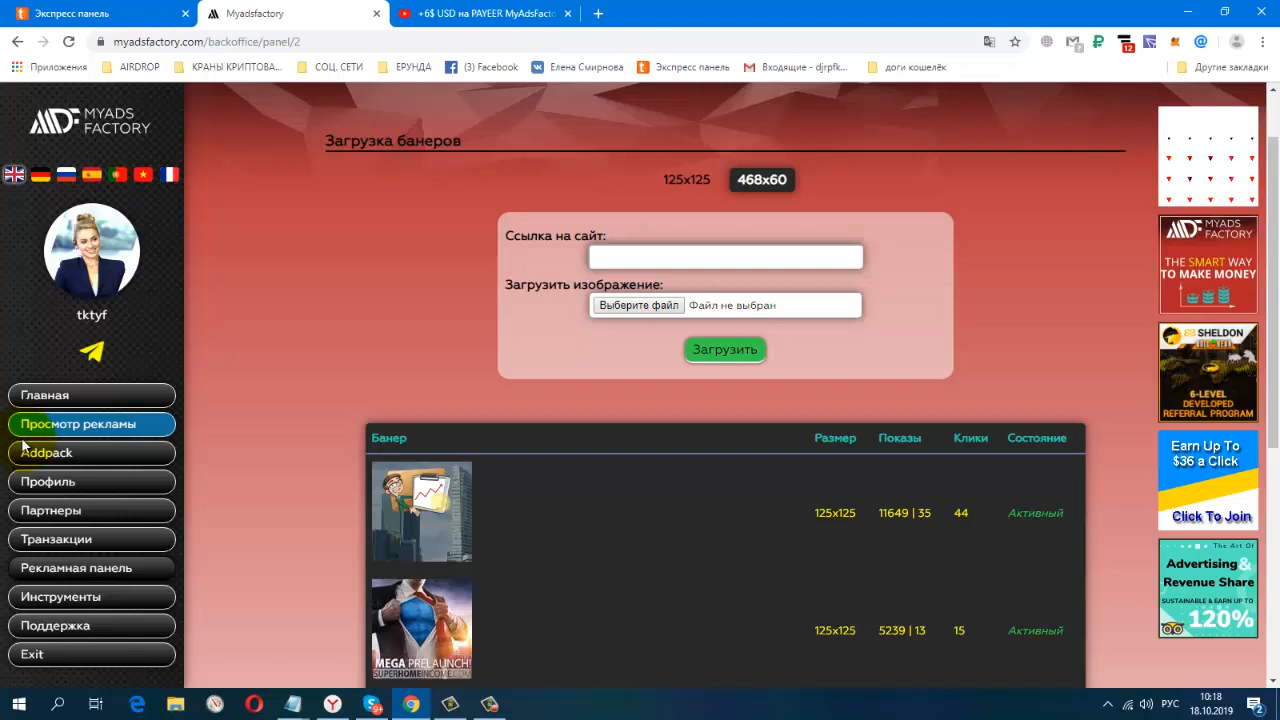 Экспресс панель
Myadsfactory
+6$ USD на PAYEER MyAdsFacto
myadsfactory.com/backoffice/panel/2
12
Приложения
AIRDROP
КРАНЫ КРИПТОВА...
СОЦ. СЕТИ
ЕРУНДА
(3) Facebook
Елена Смирнова
Экспресс панель
Входящие - djrpfk...
доги кошелёк
Другие закладки
MYADS
FACTORY
tktyf
Главная
Просмотр рекламы
Addpack
Профиль
Партнеры
Транзакции
Рекламная панель
Инструменты
Поддержка
Exit
Загрузка банеров
125x125
468x60
Ссылка на сайт:
Загрузить изображение:
Выберите файл
Файл не выбран
Загрузить
Банер
Размер
Показы
Клики
Состояние
125x125
11649 | 35
44
Активный
MEGA PRELAUNCH!
SUPERHOMEINCOME.COM
125x125
5239 | 13
15
Активный
MYADS
FACTORY
THE SMART WAY
TO MAKE MONEY
SHELDON
6-LEVEL
DEVELOPED
REFERRAL PROGRAM
Earn Up To
$36 a Click
Click To Join
The Art Of
Advertising &
Revenue Share
SUSTAINABLE & EARN UP TO
120%
РУС
10:18
18.10.2019
2